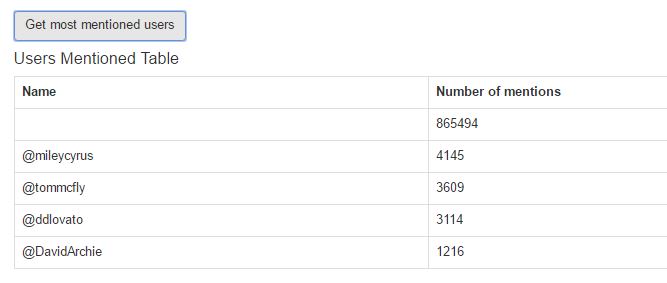 Get most mentioned users
Users Mentioned Table
Name Number of mentions
865494
@mileycyrus 4145
@tommcfly 3609
@ddlovato 3114
@DavidArchie 1216